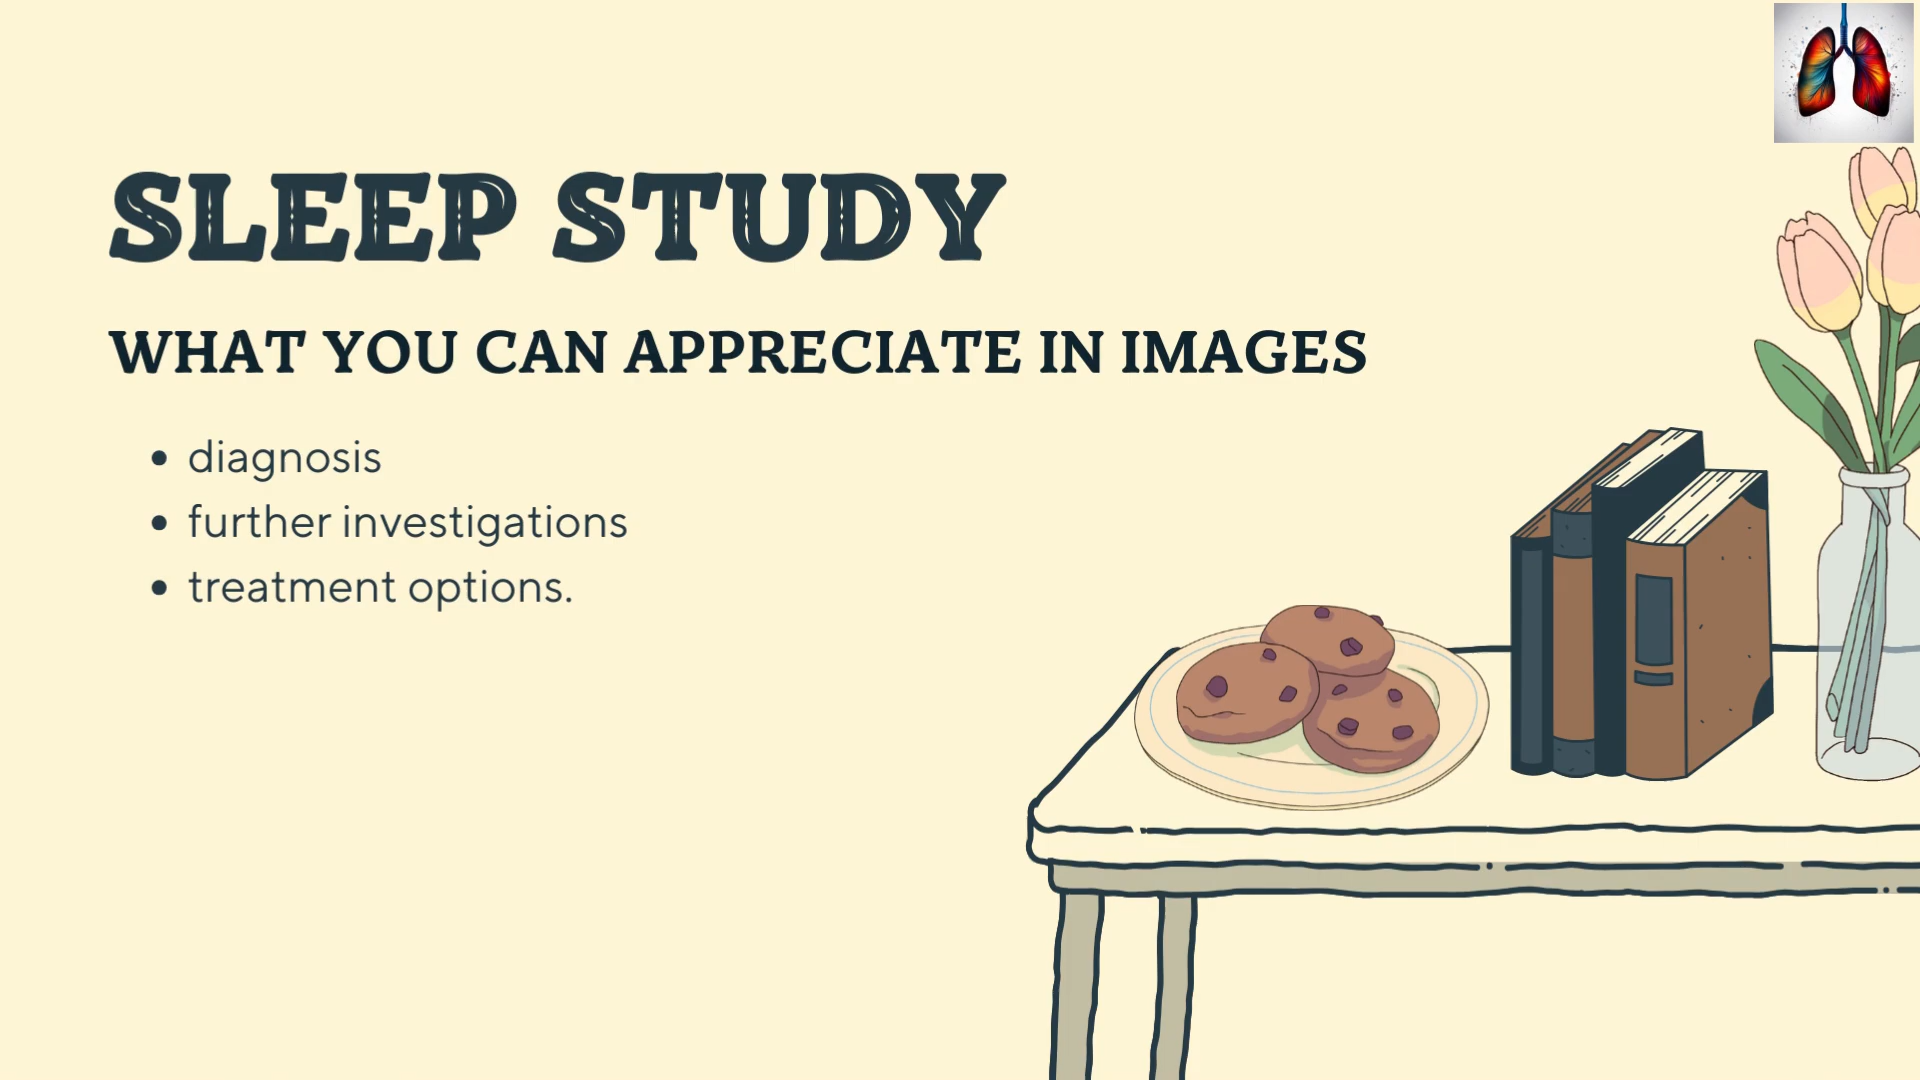 SLEEP STUDY
WHAT YOU CAN APPRECIATE IN IMAGES
• diagnosis
• further investigations
• treatment options.